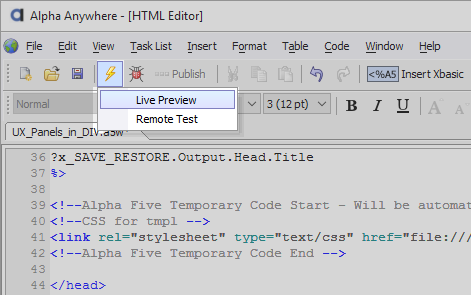 Alpha Anywhere - [HTML Editor]
File Edit View Task List Insert Format Table Code Window Help
Publish <%A5 Insert Xbasic
Normal 3 (12 pt) B I U
Live Preview
Remote Test
UX_Panels_in_DIV.a5w
36 ?x_SAVE_RESTORE.Output.Head.Title
37 %>
38
39 <!--Alpha Five Temporary Code Start - Will be automat
40 <!--CSS for tmpl -->
41 <link rel="stylesheet" type="text/css" href="file:///
42 <!--Alpha Five Temporary Code End -->
43
44 </head>